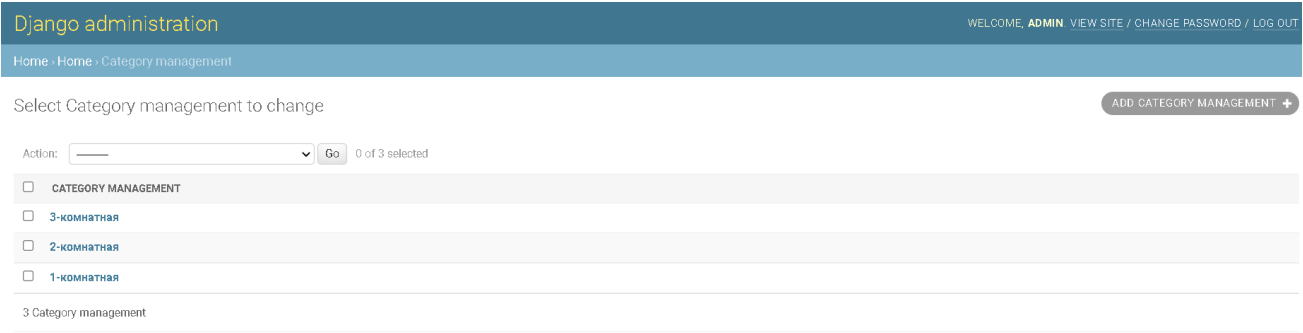 Django administration
WELCOME, ADMIN. VIEW SITE / CHANGE PASSWORD / LOG OUT
Home › Home › Category management
Select Category management to change
ADD CATEGORY MANAGEMENT +
Action: --------- Go 0 of 3 selected
CATEGORY MANAGEMENT
3-комнатная
2-комнатная
1-комнатная
3 Category management